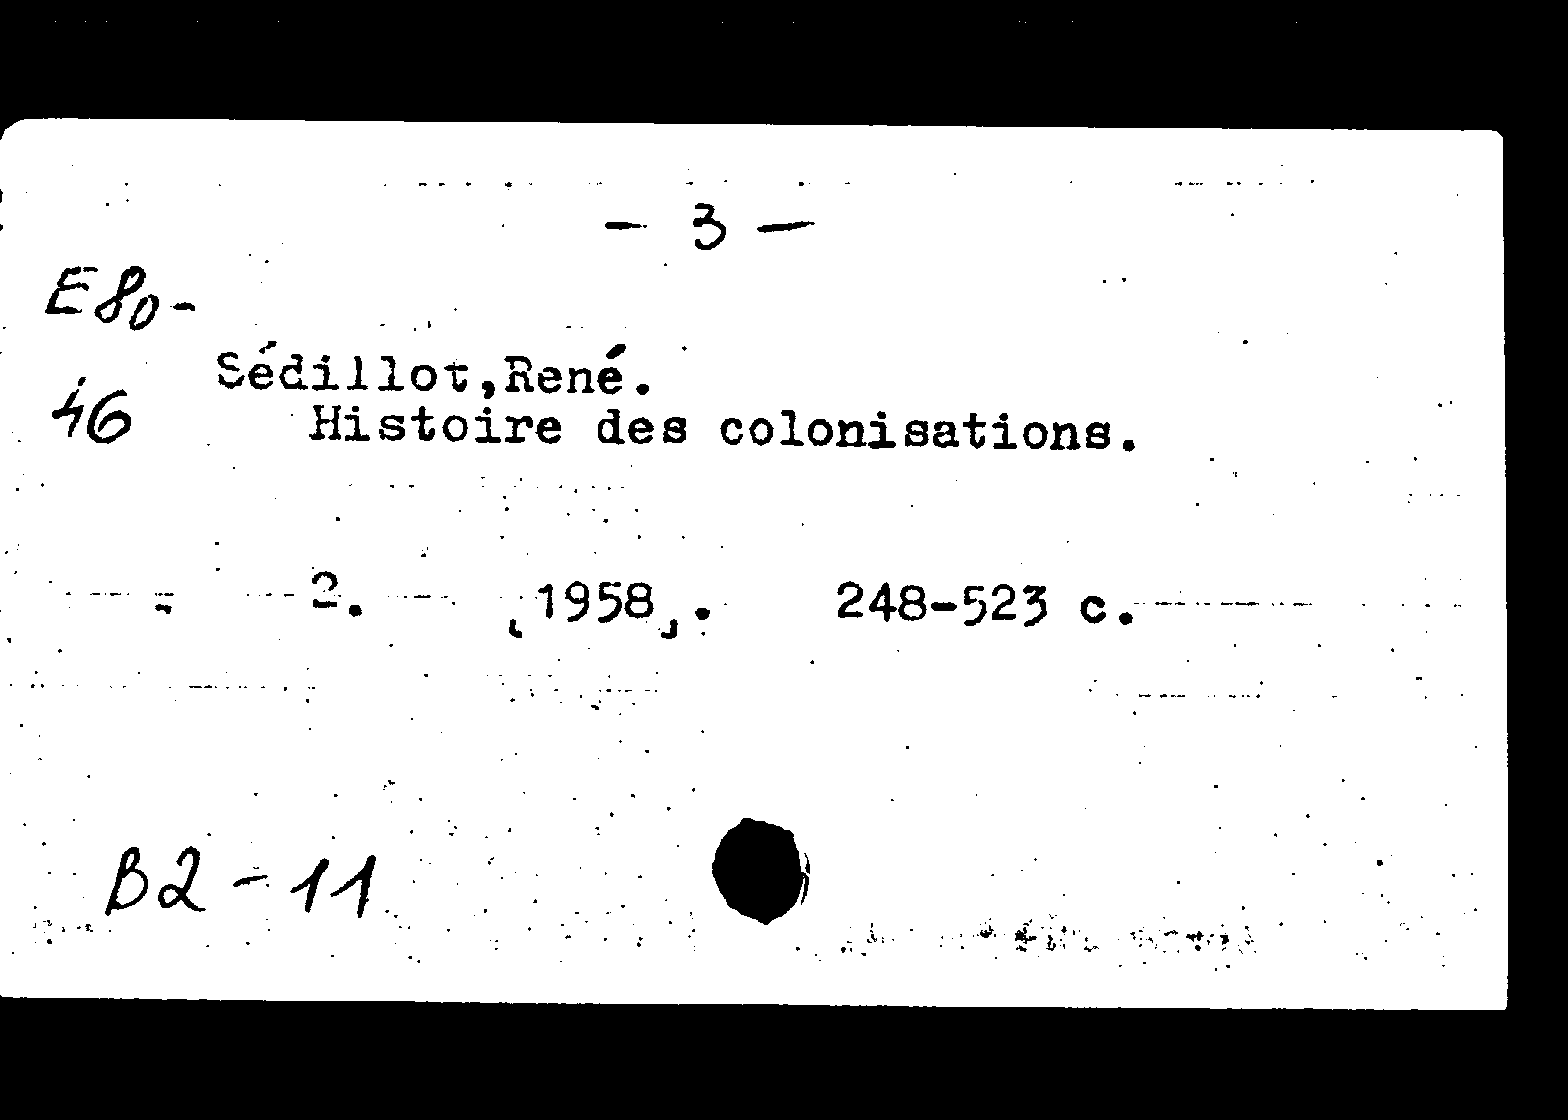 - 3 -
E80-
46
Sédillot,René.
Histoire des colonisations.
2. [1958]. 248-523 c.
B2-11